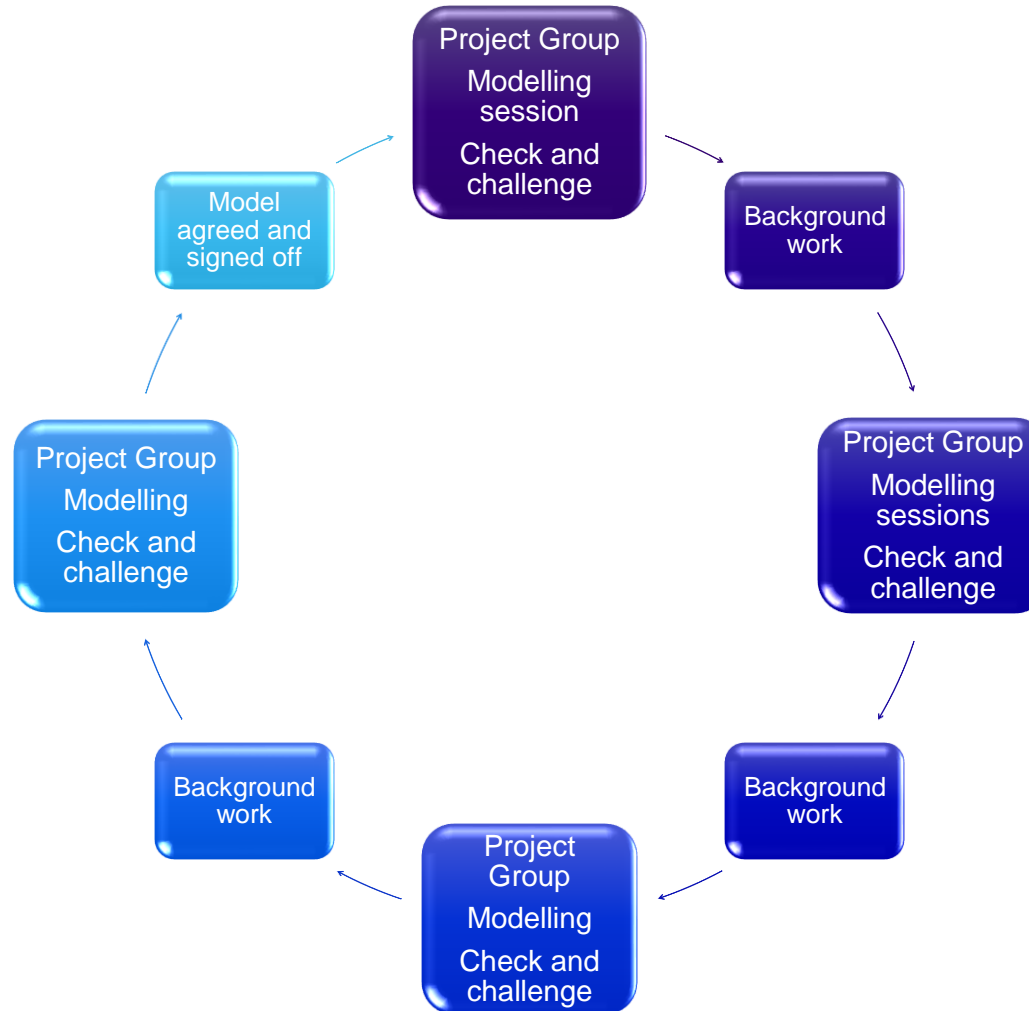 Project Group
Modelling
session
Check and
challenge
Background
work
Project Group
Modelling
sessions
Check and
challenge
Background
work
Project
Group
Modelling
Check and
challenge
Background
work
Project Group
Modelling
Check and
challenge
Model
agreed and
signed off